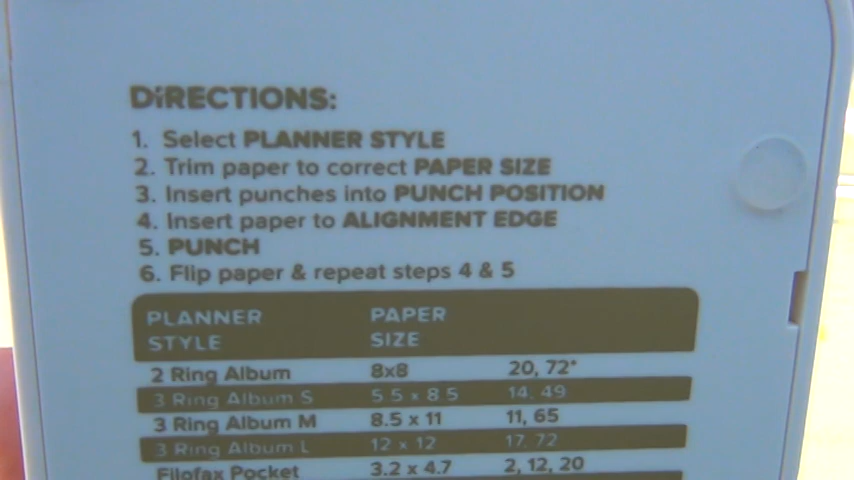 DiRECTIONS:
1. Select PLANNER STYLE
2. Trim paper to correct PAPER SIZE
3. Insert punches into PUNCH POSITION
4. Insert paper to ALIGNMENT EDGE
5. PUNCH
6. Flip paper & repeat steps 4 & 5
PLANNER STYLE PAPER SIZE
2 Ring Album 8x8 20, 72*
3 Ring Album S 5.5 x 8.5 14, 49
3 Ring Album M 8.5 x 11 11, 65
3 Ring Album L 12 x 12 17, 72
Filofax Pocket 3.2 x 4.7 2, 12, 20